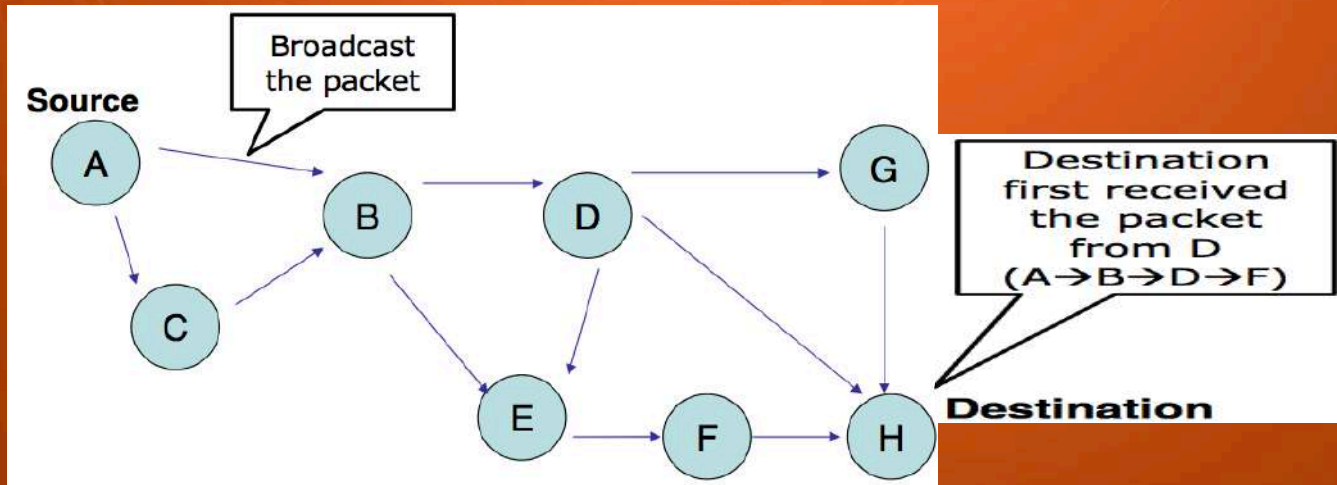 Broadcast
the packet
Source
A
B
C
D
G
E
F
H
Destination
first received
the packet
from D
(A→B→D→F)
Destination